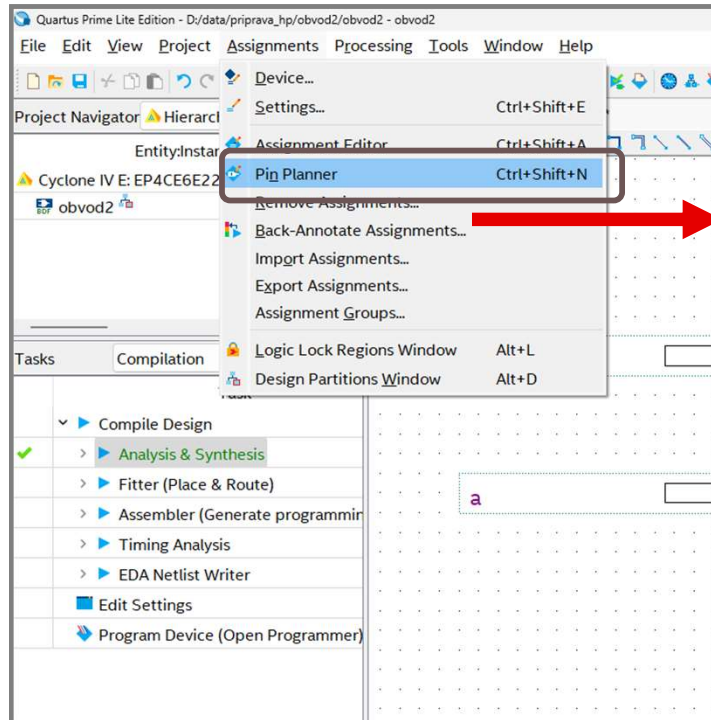 Quartus Prime Lite Edition - D:/data/priprava_hp/obvod2/obvod2 - obvod2
File Edit View Project Assignments Processing Tools Window Help
Device...
Project Navigator Hierarch
Settings... Ctrl+Shift+E
Entity:Instan
Assignment Editor Ctrl+Shift+A
Cyclone IV E: EP4CE6E22
Pin Planner Ctrl+Shift+N
BDF obvod2
Remove Assignments...
Back-Annotate Assignments...
Import Assignments...
Export Assignments...
Assignment Groups...
Tasks Compilation
Logic Lock Regions Window Alt+L
Design Partitions Window Alt+D
Task
Compile Design
Analysis & Synthesis
Fitter (Place & Route)
a
Assembler (Generate programmin
Timing Analysis
EDA Netlist Writer
Edit Settings
Program Device (Open Programmer)